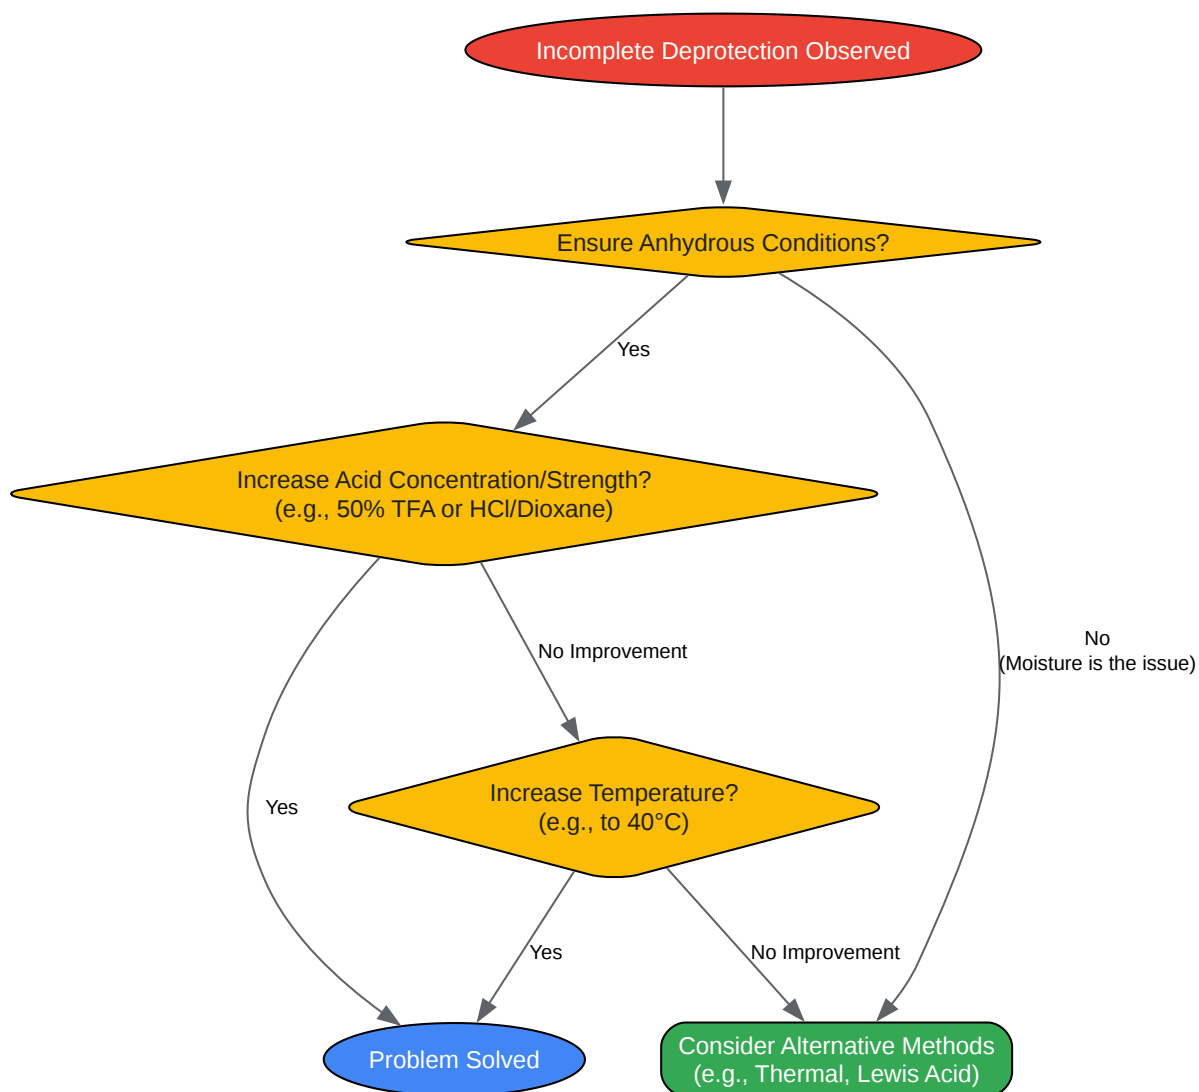 Incomplete Deprotection Observed
Ensure Anhydrous Conditions?
Yes
Increase Acid Concentration/Strength?
(e.g., 50% TFA or HCl/Dioxane)
No
(Moisture is the issue)
No Improvement
Increase Temperature?
(e.g., to 40°C)
Yes
Yes
No Improvement
Problem Solved
Consider Alternative Methods
(e.g., Thermal, Lewis Acid)